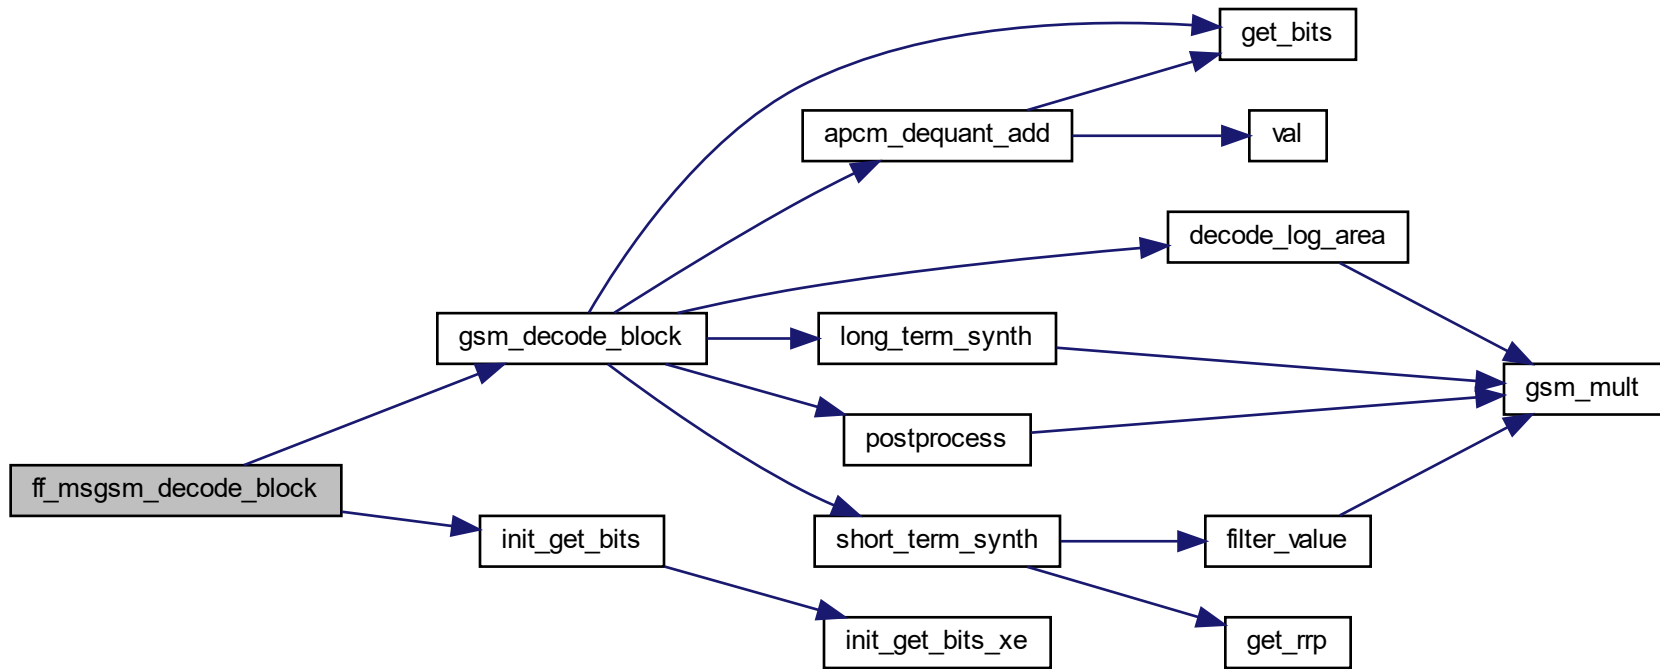 get_bits
apcm_dequant_add
val
decode_log_area
gsm_decode_block
long_term_synth
gsm_mult
postprocess
ff_msgsm_decode_block
init_get_bits
short_term_synth
filter_value
init_get_bits_xe
get_rrp